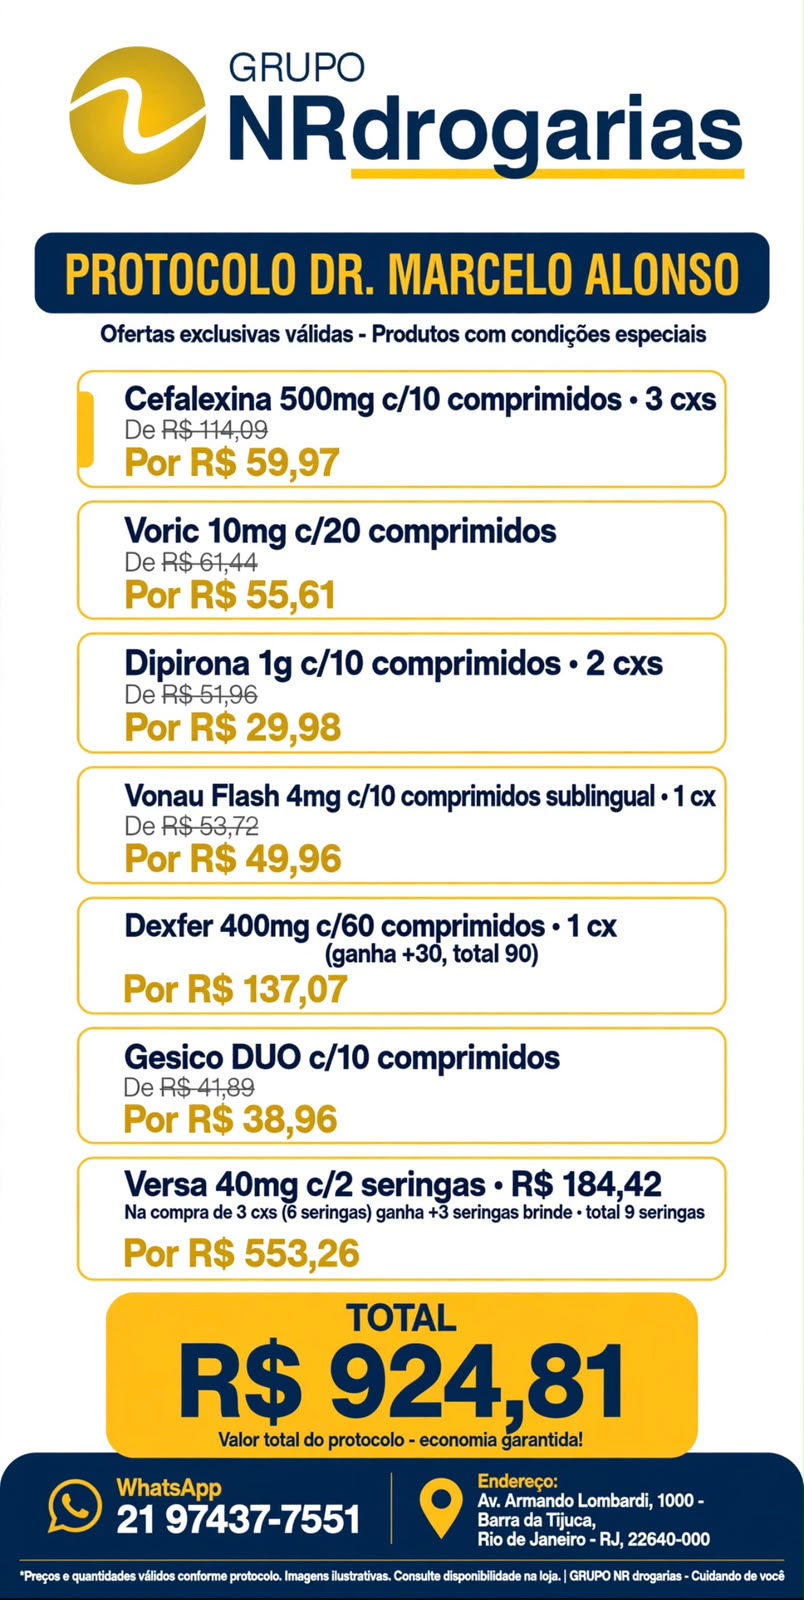 GRUPO
NRdrogarias
PROTOCOLO DR. MARCELO ALONSO
Ofertas exclusivas válidas - Produtos com condições especiais
Cefalexina 500mg c/10 comprimidos • 3 cxs
De R$ 114,09
Por R$ 59,97
Voric 10mg c/20 comprimidos
De R$ 61,44
Por R$ 55,61
Dipirona 1g c/10 comprimidos • 2 cxs
De R$ 51,96
Por R$ 29,98
Vonau Flash 4mg c/10 comprimidos sublingual • 1 cx
De R$ 53,72
Por R$ 49,96
Dexfer 400mg c/60 comprimidos • 1 cx
(ganha +30, total 90)
Por R$ 137,07
Gesico DUO c/10 comprimidos
De R$ 41,89
Por R$ 38,96
Versa 40mg c/2 seringas • R$ 184,42
Na compra de 3 cxs (6 seringas) ganha +3 seringas brinde • total 9 seringas
Por R$ 553,26
TOTAL
R$ 924,81
Valor total do protocolo - economia garantida!
WhatsApp
21 97437-7551
Endereço:
Av. Armando Lombardi, 1000 -
Barra da Tijuca,
Rio de Janeiro - RJ, 22640-000
*Preços e quantidades válidos conforme protocolo. Imagens ilustrativas. Consulte disponibilidade na loja. | GRUPO NR drogarias - Cuidando de você